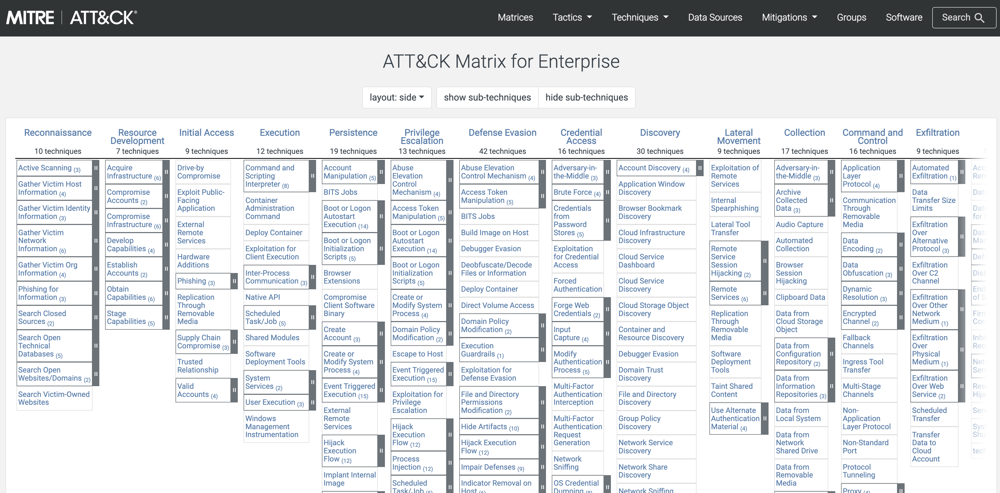 MITRE | ATT&CK®
Matrices
Tactics
Techniques
Data Sources
Mitigations
Groups
Software
Search
ATT&CK Matrix for Enterprise
layout: side
show sub-techniques
hide sub-techniques
Reconnaissance
10 techniques
Active Scanning (3)
Gather Victim Host
Information (4)
Gather Victim Identity
Information (3)
Gather Victim
Network
Information (6)
Gather Victim Org
Information (4)
Phishing for
Information (3)
Search Closed
Sources (2)
Search Open
Technical
Databases (5)
Search Open
Websites/Domains (2)
Search Victim-Owned
Websites
Resource
Development
7 techniques
Acquire
Infrastructure (6)
Compromise
Accounts (2)
Compromise
Infrastructure (6)
Develop
Capabilities (4)
Establish
Accounts (2)
Obtain
Capabilities (6)
Stage
Capabilities (5)
Initial Access
9 techniques
Drive-by
Compromise
Exploit Public-
Facing
Application
External
Remote
Services
Hardware
Additions
Phishing (3)
Replication
Through
Removable
Media
Supply Chain
Compromise (3)
Trusted
Relationship
Valid
Accounts (4)
Execution
12 techniques
Command and
Scripting
Interpreter (8)
Container
Administration
Command
Deploy Container
Exploitation for
Client Execution
Inter-Process
Communication (3)
Native API
Scheduled
Task/Job (5)
Shared Modules
Software
Deployment Tools
System
Services (2)
User Execution (3)
Windows
Management
Instrumentation
Persistence
19 techniques
Account
Manipulation (5)
BITS Jobs
Boot or Logon
Autostart
Execution (14)
Boot or Logon
Initialization
Scripts (5)
Browser
Extensions
Compromise
Client Software
Binary
Create
Account (3)
Create or
Modify System
Process (4)
Event Triggered
Execution (15)
External
Remote
Services
Hijack
Execution
Flow (12)
Implant Internal
Image
Privilege
Escalation
13 techniques
Abuse
Elevation
Control
Mechanism (4)
Access Token
Manipulation (5)
Boot or Logon
Autostart
Execution (14)
Boot or Logon
Initialization
Scripts (5)
Create or
Modify System
Process (4)
Domain Policy
Modification (2)
Escape to Host
Event Triggered
Execution (15)
Exploitation for
Privilege
Escalation
Hijack
Execution
Flow (12)
Process
Injection (12)
Scheduled
Task/Job (5)
Defense Evasion
42 techniques
Abuse Elevation
Control Mechanism (4)
Access Token
Manipulation (5)
BITS Jobs
Build Image on Host
Debugger Evasion
Deobfuscate/Decode
Files or Information
Deploy Container
Direct Volume Access
Domain Policy
Modification (2)
Execution
Guardrails (1)
Exploitation for
Defense Evasion
File and Directory
Permissions
Modification (2)
Hide Artifacts (10)
Hijack Execution
Flow (12)
Impair Defenses (9)
Indicator Removal on
Host (6)
Credential
Access
16 techniques
Adversary-in-
the-Middle (3)
Brute Force (4)
Credentials
from
Password
Stores (5)
Exploitation
for Credential
Access
Forced
Authentication
Forge Web
Credentials (2)
Input
Capture (4)
Modify
Authentication
Process (5)
Multi-Factor
Authentication
Interception
Multi-Factor
Authentication
Request
Generation
Network
Sniffing
OS Credential
Dumping (8)
Discovery
30 techniques
Account Discovery (4)
Application Window
Discovery
Browser Bookmark
Discovery
Cloud Infrastructure
Discovery
Cloud Service
Dashboard
Cloud Service
Discovery
Cloud Storage Object
Discovery
Container and
Resource Discovery
Debugger Evasion
Domain Trust
Discovery
File and Directory
Discovery
Group Policy
Discovery
Network Service
Discovery
Network Share
Discovery
Network Sniffing
Lateral
Movement
9 techniques
Exploitation of
Remote
Services
Internal
Spearphishing
Lateral Tool
Transfer
Remote
Service
Session
Hijacking (2)
Remote
Services (6)
Replication
Through
Removable
Media
Software
Deployment
Tools
Taint Shared
Content
Use Alternate
Authentication
Material (4)
Collection
17 techniques
Adversary-in-
the-Middle (3)
Archive
Collected
Data (3)
Audio Capture
Automated
Collection
Browser
Session
Hijacking
Clipboard Data
Data from
Cloud Storage
Object
Data from
Configuration
Repository (2)
Data from
Information
Repositories (3)
Data from
Local System
Data from
Network
Shared Drive
Data from
Removable
Media
Command and
Control
16 techniques
Application
Layer
Protocol (4)
Communication
Through
Removable
Media
Data
Encoding (2)
Data
Obfuscation (3)
Dynamic
Resolution (3)
Encrypted
Channel (2)
Fallback
Channels
Ingress Tool
Transfer
Multi-Stage
Channels
Non-
Application
Layer Protocol
Non-Standard
Port
Protocol
Tunneling
Proxy (4)
Exfiltration
9 techniques
Automated
Exfiltration (1)
Data
Transfer Size
Limits
Exfiltration
Over
Alternative
Protocol (3)
Exfiltration
Over C2
Channel
Exfiltration
Over Other
Network
Medium (1)
Exfiltration
Over
Physical
Medium (1)
Exfiltration
Over Web
Service (2)
Scheduled
Transfer
Transfer
Data to
Cloud
Account